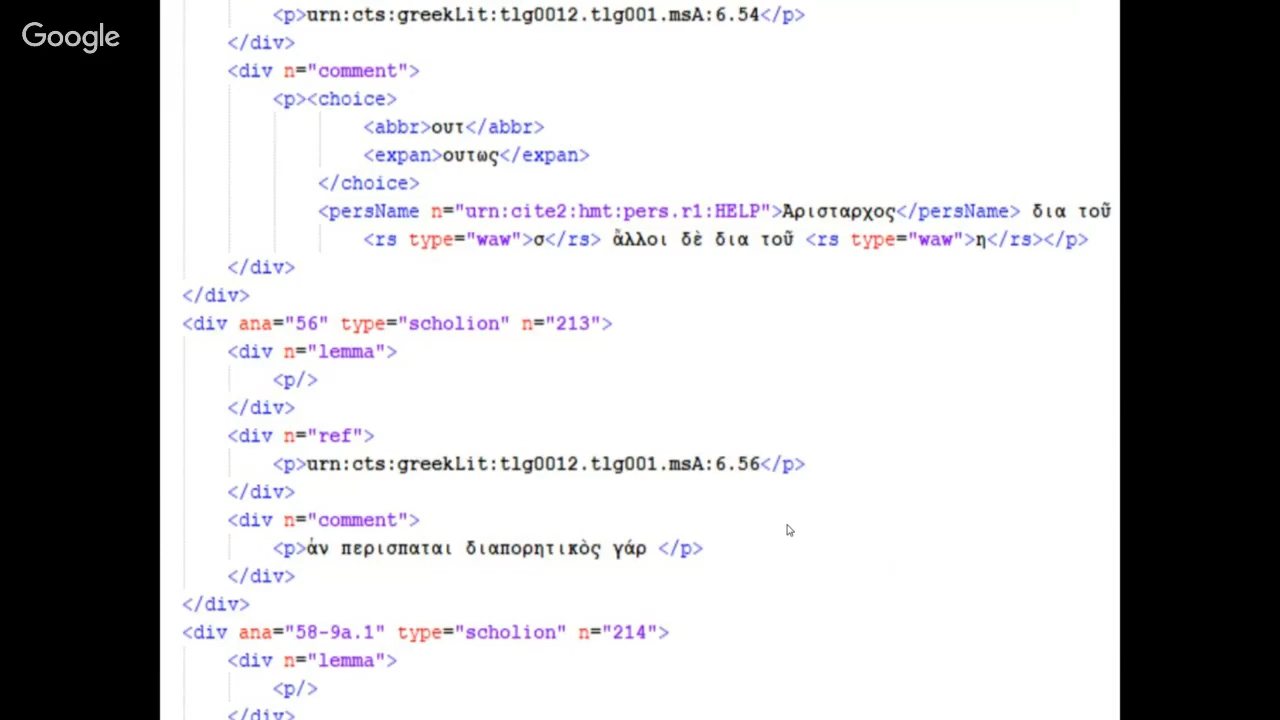 Google
<p>urn:cts:greekLit:tlg0012.tlg001.msA:6.54</p>
</div>
<div n="comment">
<p><choice>
<abbr>ουτ</abbr>
<expan>ουτως</expan>
</choice>
<persName n="urn:cite2:hmt:pers.r1:HELP">Ἀρισταρχος</persName> δια τοῦ
<rs type="waw">σ</rs> ἄλλοι δὲ δια τοῦ <rs type="waw">η</rs></p>
</div>
</div>
<div ana="56" type="scholion" n="213">
<div n="lemma">
<p/>
</div>
<div n="ref">
<p>urn:cts:greekLit:tlg0012.tlg001.msA:6.56</p>
</div>
<div n="comment">
<p>ἀν περισπαται διαπορητικὸς γάρ </p>
</div>
</div>
<div ana="58-9a.1" type="scholion" n="214">
<div n="lemma">
<p/>
</div>